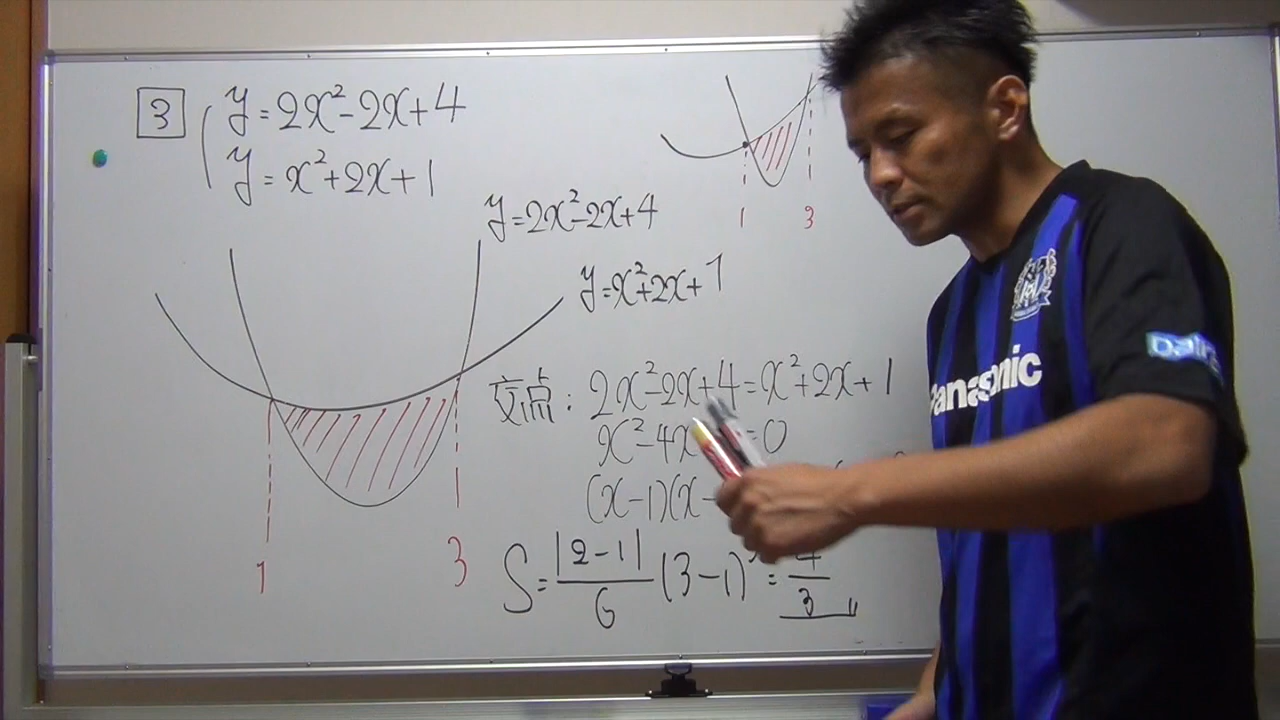 3 y=2x²-2x+4
y=x²+2x+1
y=2x²-2x+4
y=x²+2x+1
1 3
交点: 2x²-2x+4=x²+2x+1
x²-4x =0
(x-1)(x-
1 3
S=|2-1|/6 (3-1) =4/3
Panasonic